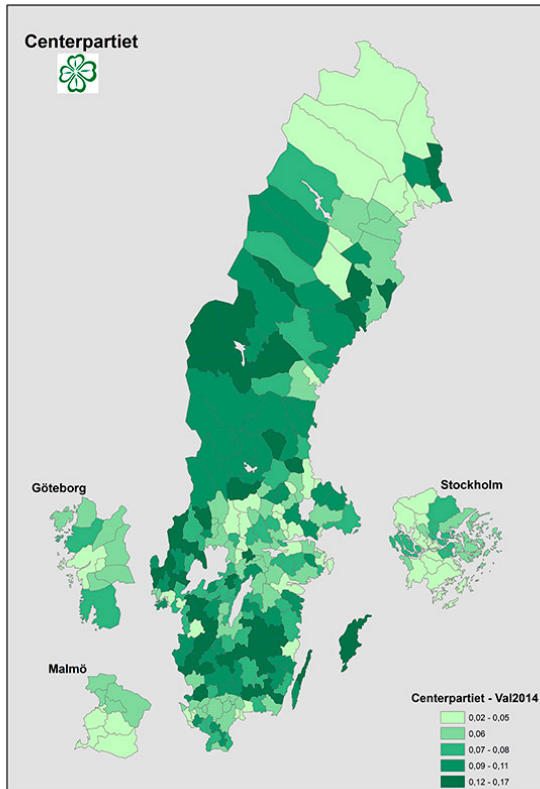 Centerpartiet
Göteborg
Stockholm
Malmö
Centerpartiet - Val2014
0,02 - 0,05
0,06
0,07 - 0,08
0,09 - 0,11
0,12 - 0,17